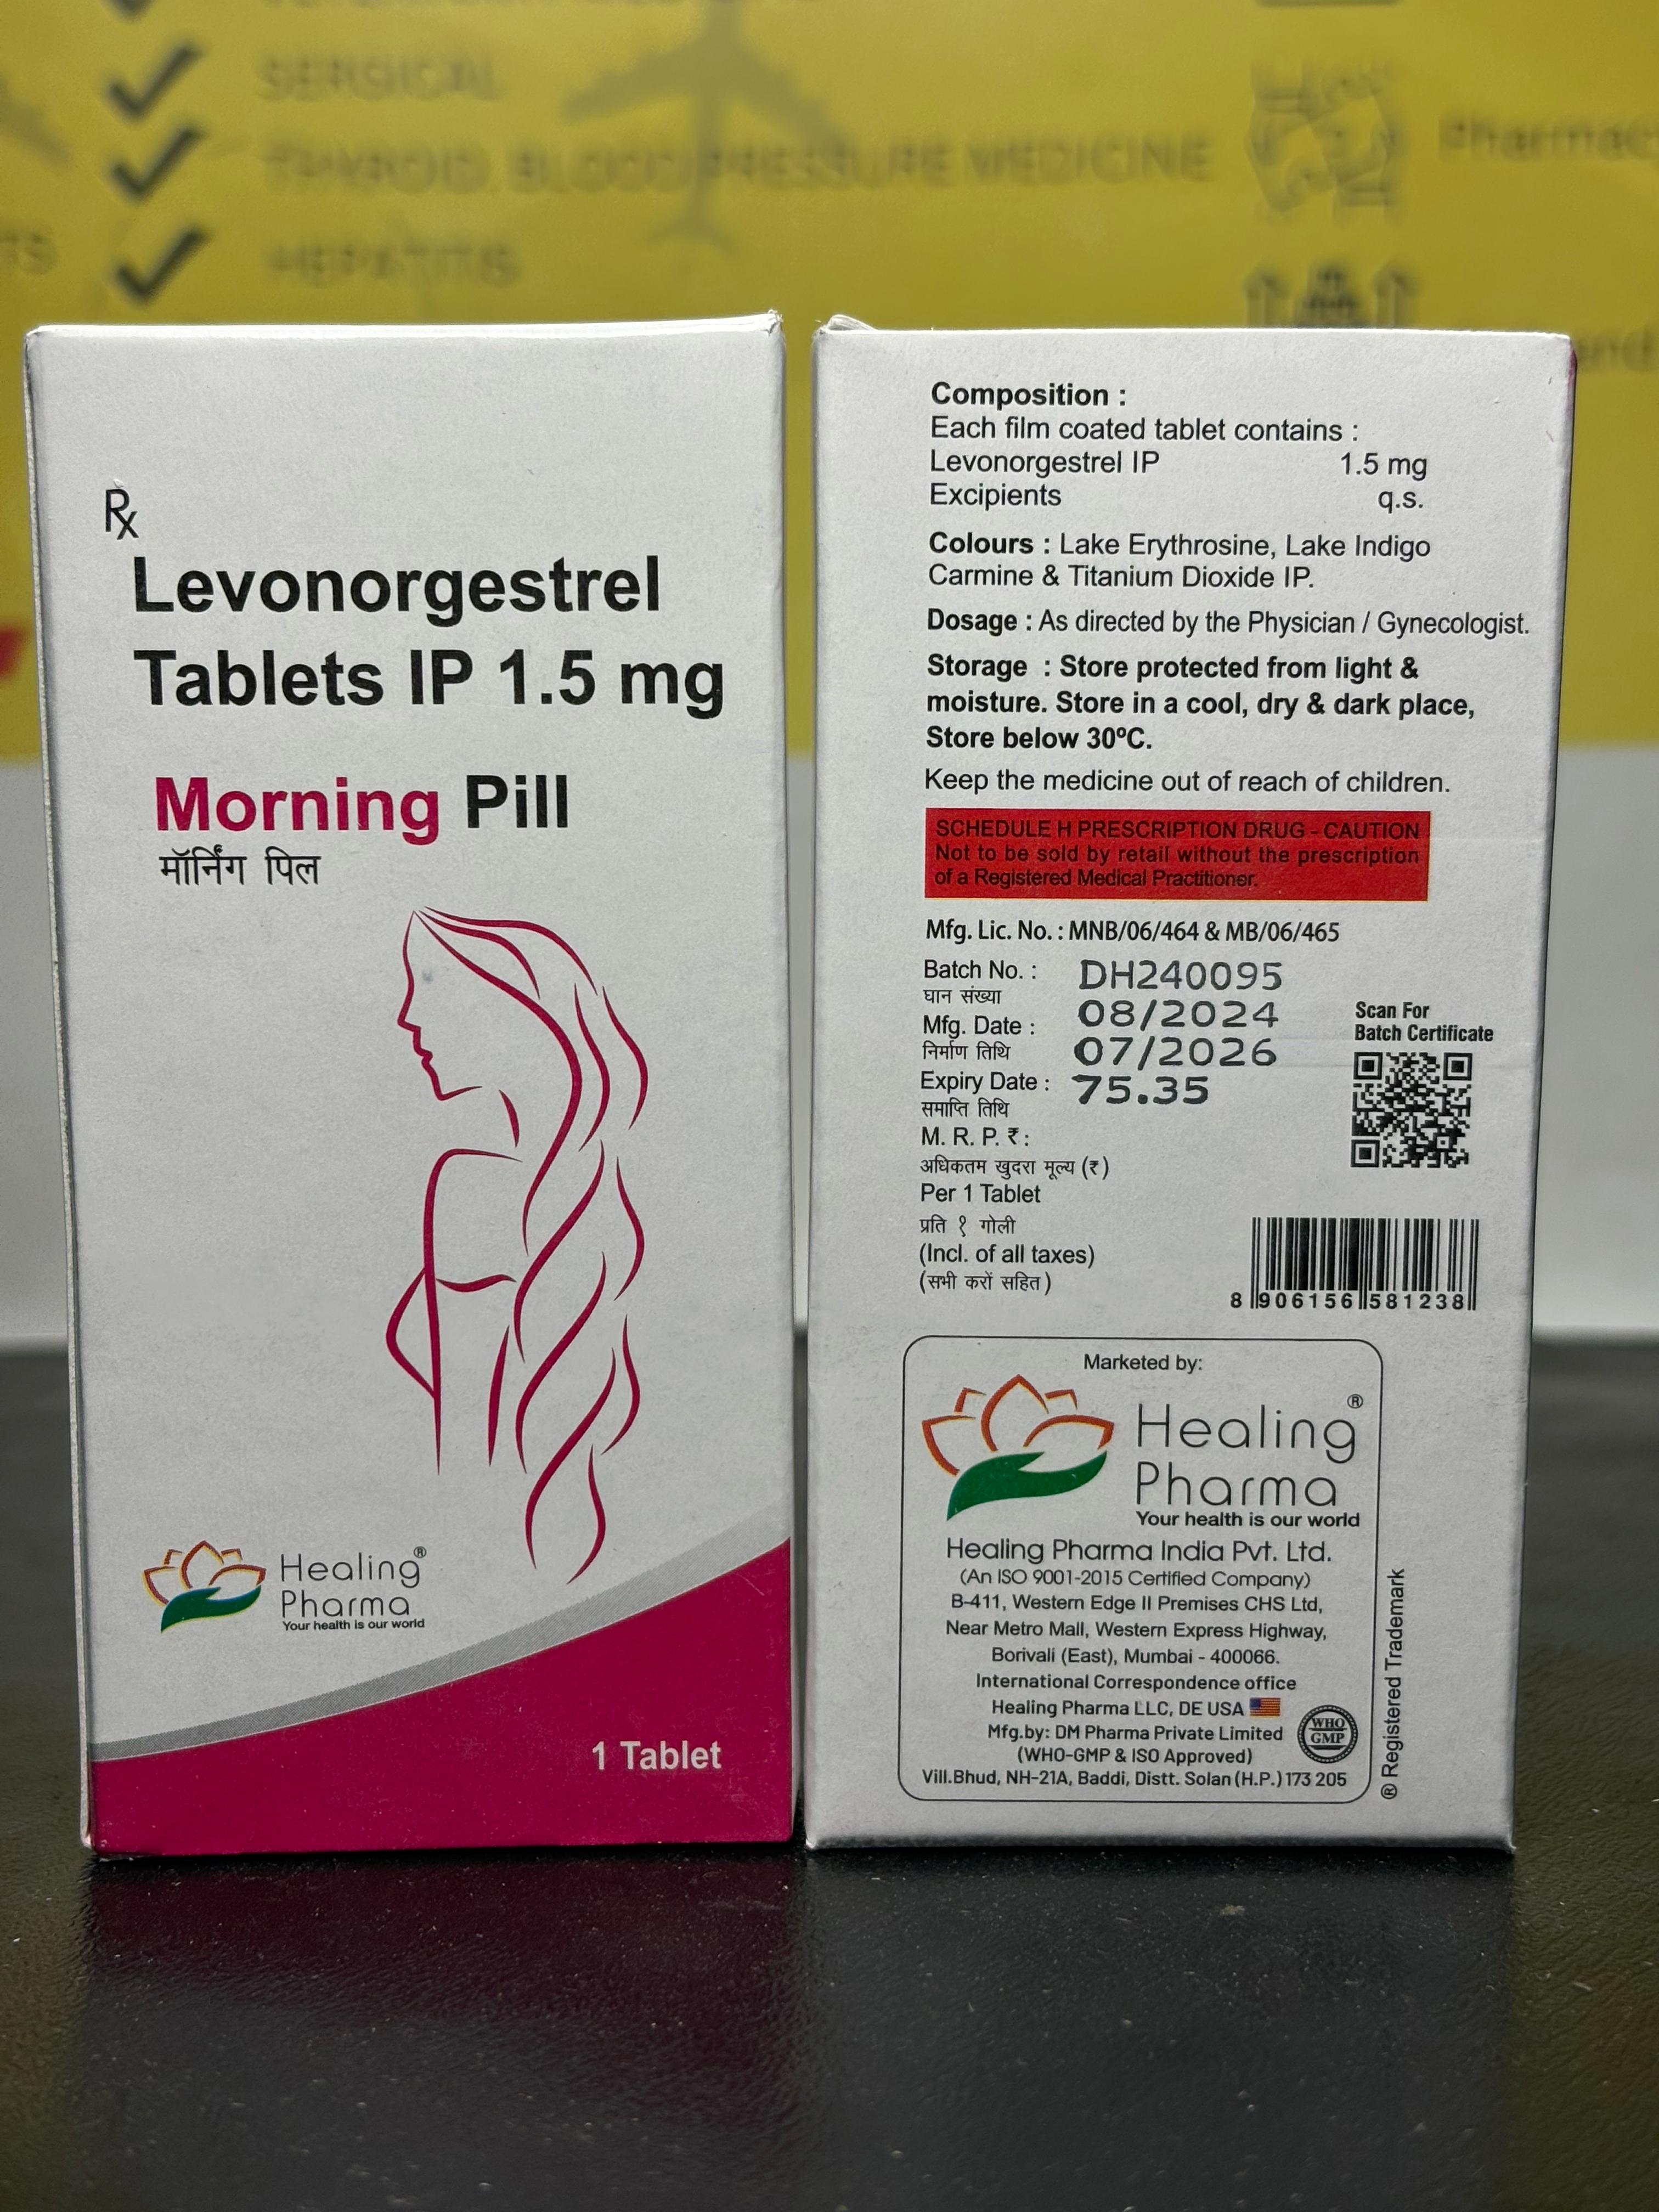 SERGICAL
THYROID, BLOOD PRESSURE MEDICINE
HEPATITIS
Rx
Levonorgestrel
Tablets IP 1.5 mg
Morning Pill
मॉर्निंग पिल
Healing®
Pharma
Your health is our world
1 Tablet
Composition :
Each film coated tablet contains :
Levonorgestrel IP 1.5 mg
Excipients q.s.
Colours : Lake Erythrosine, Lake Indigo
Carmine & Titanium Dioxide IP.
Dosage : As directed by the Physician / Gynecologist.
Storage : Store protected from light &
moisture. Store in a cool, dry & dark place,
Store below 30ºC.
Keep the medicine out of reach of children.
SCHEDULE H PRESCRIPTION DRUG - CAUTION
Not to be sold by retail without the prescription
of a Registered Medical Practitioner.
Mfg. Lic. No. : MNB/06/464 & MB/06/465
Batch No. : DH240095
घान संख्या
08/2024
Mfg. Date :
निर्माण तिथि
07/2026
Expiry Date : 75.35
समाप्ति तिथि
M. R. P. ₹ :
अधिकतम खुदरा मूल्य (₹)
Per 1 Tablet
प्रति १ गोली
(Incl. of all taxes)
(सभी करों सहित)
Scan For
Batch Certificate
8 906156 581238
Marketed by:
Healing®
Pharma
Your health is our world
Healing Pharma India Pvt. Ltd.
(An ISO 9001-2015 Certified Company)
B-411, Western Edge II Premises CHS Ltd,
Near Metro Mall, Western Express Highway,
Borivali (East), Mumbai - 400066.
International Correspondence office
Healing Pharma LLC, DE USA
Mfg.by: DM Pharma Private Limited
(WHO-GMP & ISO Approved)
Vill.Bhud, NH-21A, Baddi, Distt. Solan (H.P.) 173 205
WHO
GMP
® Registered Trademark